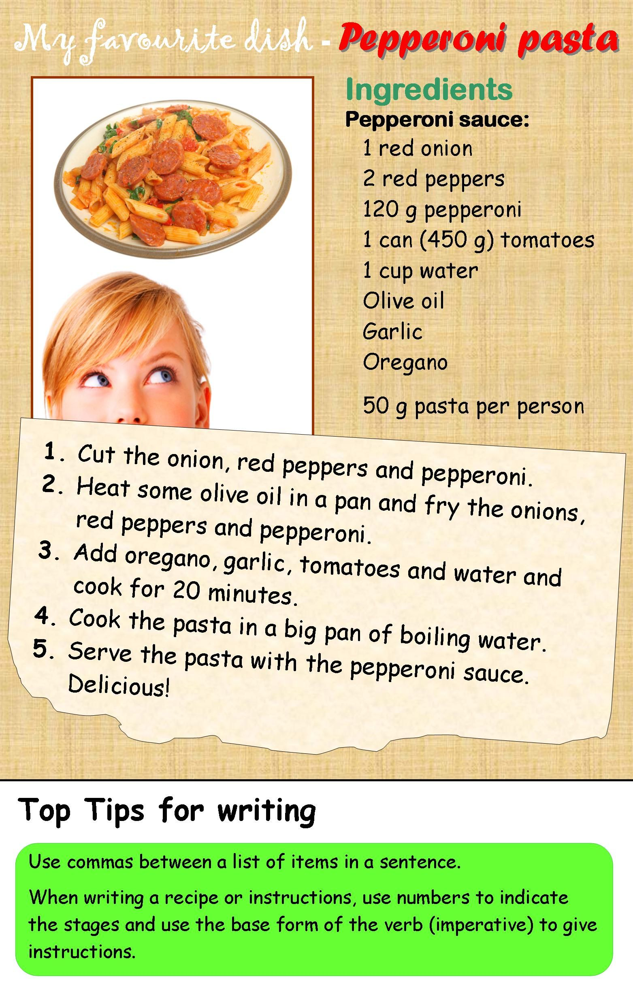 My favourite dish - Pepperoni pasta
Ingredients
Pepperoni sauce:
1 red onion
2 red peppers
120 g pepperoni
1 can (450 g) tomatoes
1 cup water
Olive oil
Garlic
Oregano
50 g pasta per person
1. Cut the onion, red peppers and pepperoni.
2. Heat some olive oil in a pan and fry the onions,
red peppers and pepperoni.
3. Add oregano, garlic, tomatoes and water and
cook for 20 minutes.
4. Cook the pasta in a big pan of boiling water.
5. Serve the pasta with the pepperoni sauce.
Delicious!
Top Tips for writing
Use commas between a list of items in a sentence.
When writing a recipe or instructions, use numbers to indicate
the stages and use the base form of the verb (imperative) to give
instructions.